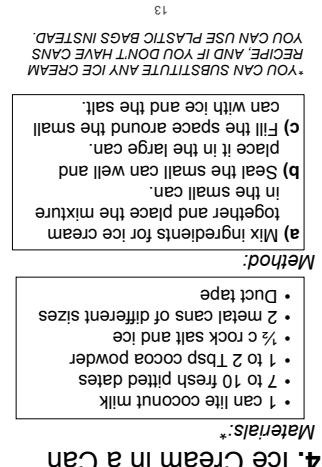 4. Ice Cream in a Can
Materials*:
• 1 can lite coconut milk
• 7 to 10 fresh pitted dates
• 1 to 2 Tbsp cocoa powder
• ½ c rock salt and ice
• 2 metal cans of different sizes
• Duct tape
Method:
a) Mix ingredients for ice cream
together and place the mixture
in the small can.
b) Seal the small can well and
place it in the large can.
c) Fill the space around the small
can with ice and the salt.
*YOU CAN SUBSTITUTE ANY ICE CREAM
RECIPE, AND IF YOU DON'T HAVE CANS
YOU CAN USE PLASTIC BAGS INSTEAD.
13